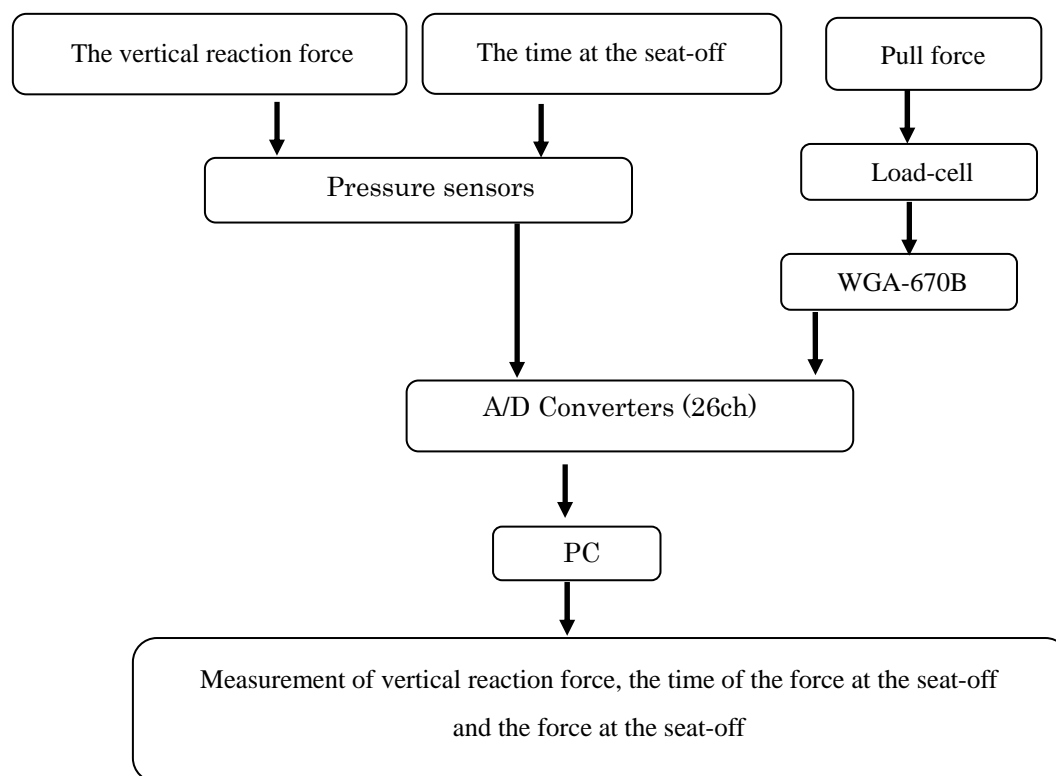 The vertical reaction force
The time at the seat-off
Pull force
Pressure sensors
Load-cell
WGA-670B
A/D Converters (26ch)
PC
Measurement of vertical reaction force, the time of the force at the seat-off
and the force at the seat-off